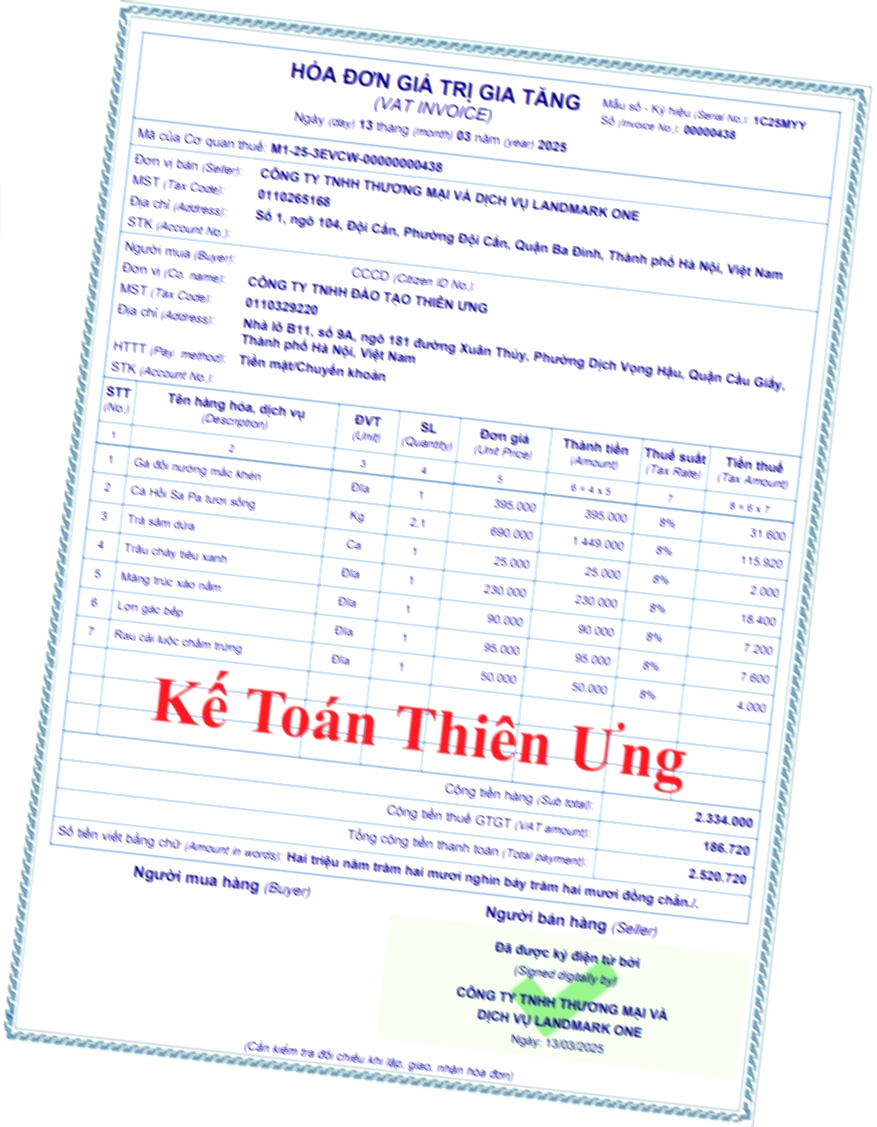 HÓA ĐƠN GIÁ TRỊ GIA TĂNG
(VAT INVOICE)
Ngày (day) 13 tháng (month) 03 năm (year) 2025
Mẫu số - Ký hiệu (Serial No.): 1C25MYY
Số (Invoice No.): 00000438
Mã của Cơ quan thuế: M1-25-3EVCW-00000000438
Đơn vị bán (Seller): CÔNG TY TNHH THƯƠNG MẠI VÀ DỊCH VỤ LANDMARK ONE
MST (Tax Code): 0110265168
Địa chỉ (Address): Số 1, ngõ 104, Đội Cấn, Phường Đội Cấn, Quận Ba Đình, Thành phố Hà Nội, Việt Nam
STK (Account No.):
Người mua (Buyer): CCCD (Citizen ID No.):
Đơn vị (Co. name): CÔNG TY TNHH ĐÀO TẠO THIÊN ƯNG
MST (Tax Code): 0110329220
Địa chỉ (Address): Nhà lô B11, số 9A, ngõ 181 đường Xuân Thủy, Phường Dịch Vọng Hậu, Quận Cầu Giấy,
Thành phố Hà Nội, Việt Nam
HTTT (Pay. method): Tiền mặt/Chuyển khoản
STK (Account No.):
STT Tên hàng hóa, dịch vụ ĐVT SL Đơn giá Thành tiền Thuế suất Tiền thuế
(No.) (Description) (Unit) (Quantity) (Unit Price) (Amount) (Tax Rate) (Tax Amount)
1 2 3 4 5 6 = 4 x 5 7 8 = 6 x 7
1 Gà đồi nướng mắc khén Đĩa 1 395.000 395.000 8% 31.600
2 Cá Hồi Sa Pa tươi sống Kg 2,1 690.000 1.449.000 8% 115.920
3 Trà sâm dứa Ca 1 25.000 25.000 8% 2.000
4 Trâu cháy tiêu xanh Đĩa 1 230.000 230.000 8% 18.400
5 Măng trúc xào nấm Đĩa 1 90.000 90.000 8% 7.200
6 Lợn gác bếp Đĩa 1 95.000 95.000 8% 7.600
7 Rau cải luộc chấm trứng Đĩa 1 50.000 50.000 8% 4.000
Kế Toán Thiên Ưng
Cộng tiền hàng (Sub total): 2.334.000
Cộng tiền thuế GTGT (VAT amount): 186.720
Tổng cộng tiền thanh toán (Total payment): 2.520.720
Số tiền viết bằng chữ (Amount in words): Hai triệu năm trăm hai mươi nghìn bảy trăm hai mươi đồng chẵn./.
Người mua hàng (Buyer)
Người bán hàng (Seller)
Đã được ký điện tử bởi
(Signed digitally by)
CÔNG TY TNHH THƯƠNG MẠI VÀ
DỊCH VỤ LANDMARK ONE
Ngày: 13/03/2025
(Cần kiểm tra đối chiếu khi lập, giao, nhận hóa đơn)